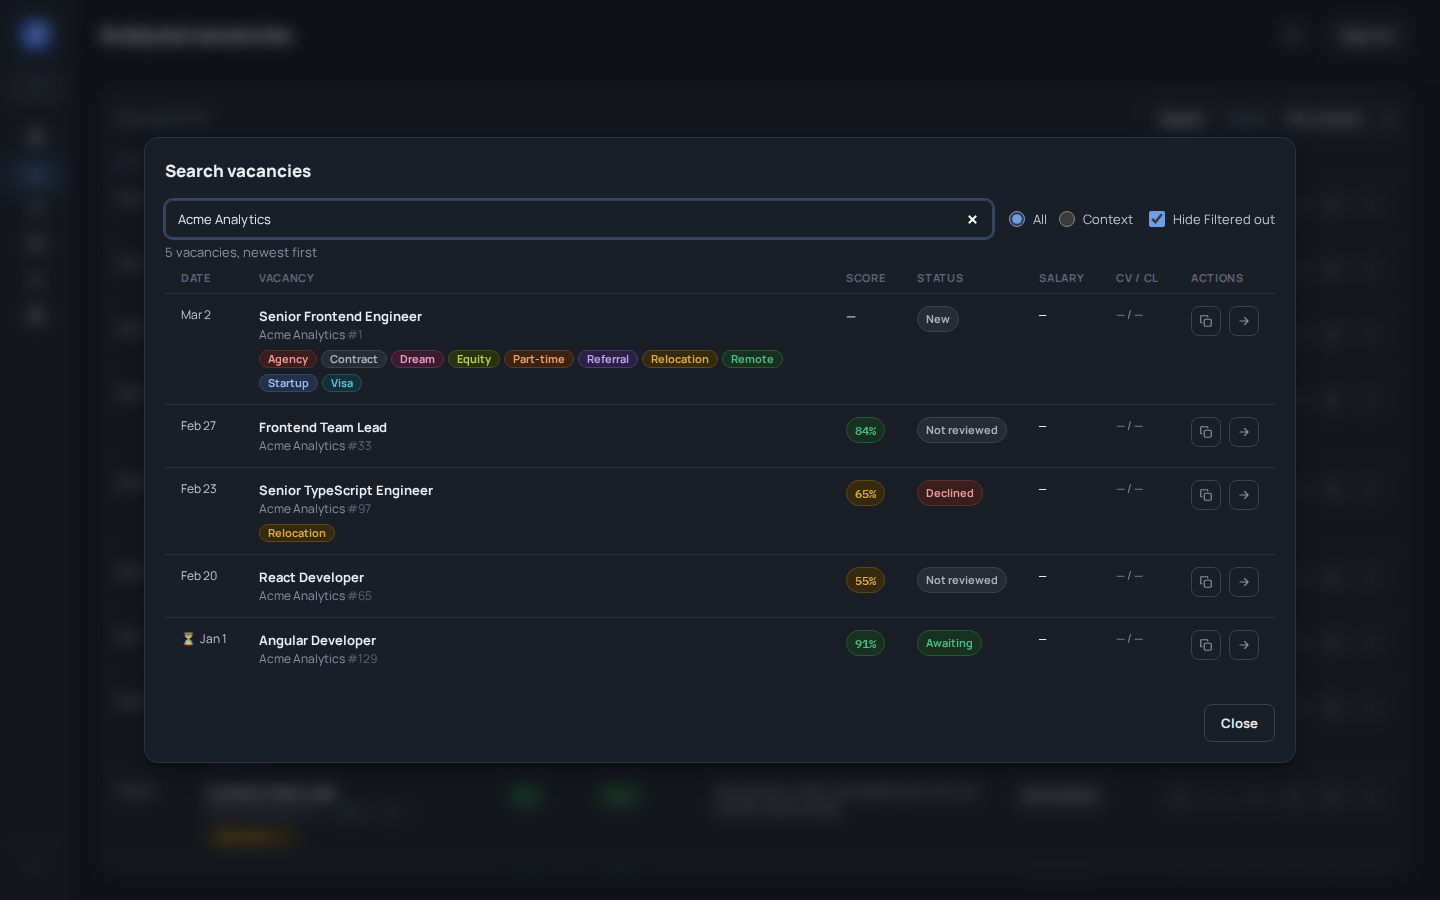 Search vacancies
Acme Analytics
All Context Hide Filtered out
5 vacancies, newest first
DATE VACANCY SCORE STATUS SALARY CV / CL ACTIONS
Mar 2 Senior Frontend Engineer — New — — / —
Acme Analytics #1
Agency Contract Dream Equity Part-time Referral Relocation Remote
Startup Visa
Feb 27 Frontend Team Lead 84% Not reviewed — — / —
Acme Analytics #33
Feb 23 Senior TypeScript Engineer 65% Declined — — / —
Acme Analytics #97
Relocation
Feb 20 React Developer 55% Not reviewed — — / —
Acme Analytics #65
⏳ Jan 1 Angular Developer 91% Awaiting — — / —
Acme Analytics #129
Close